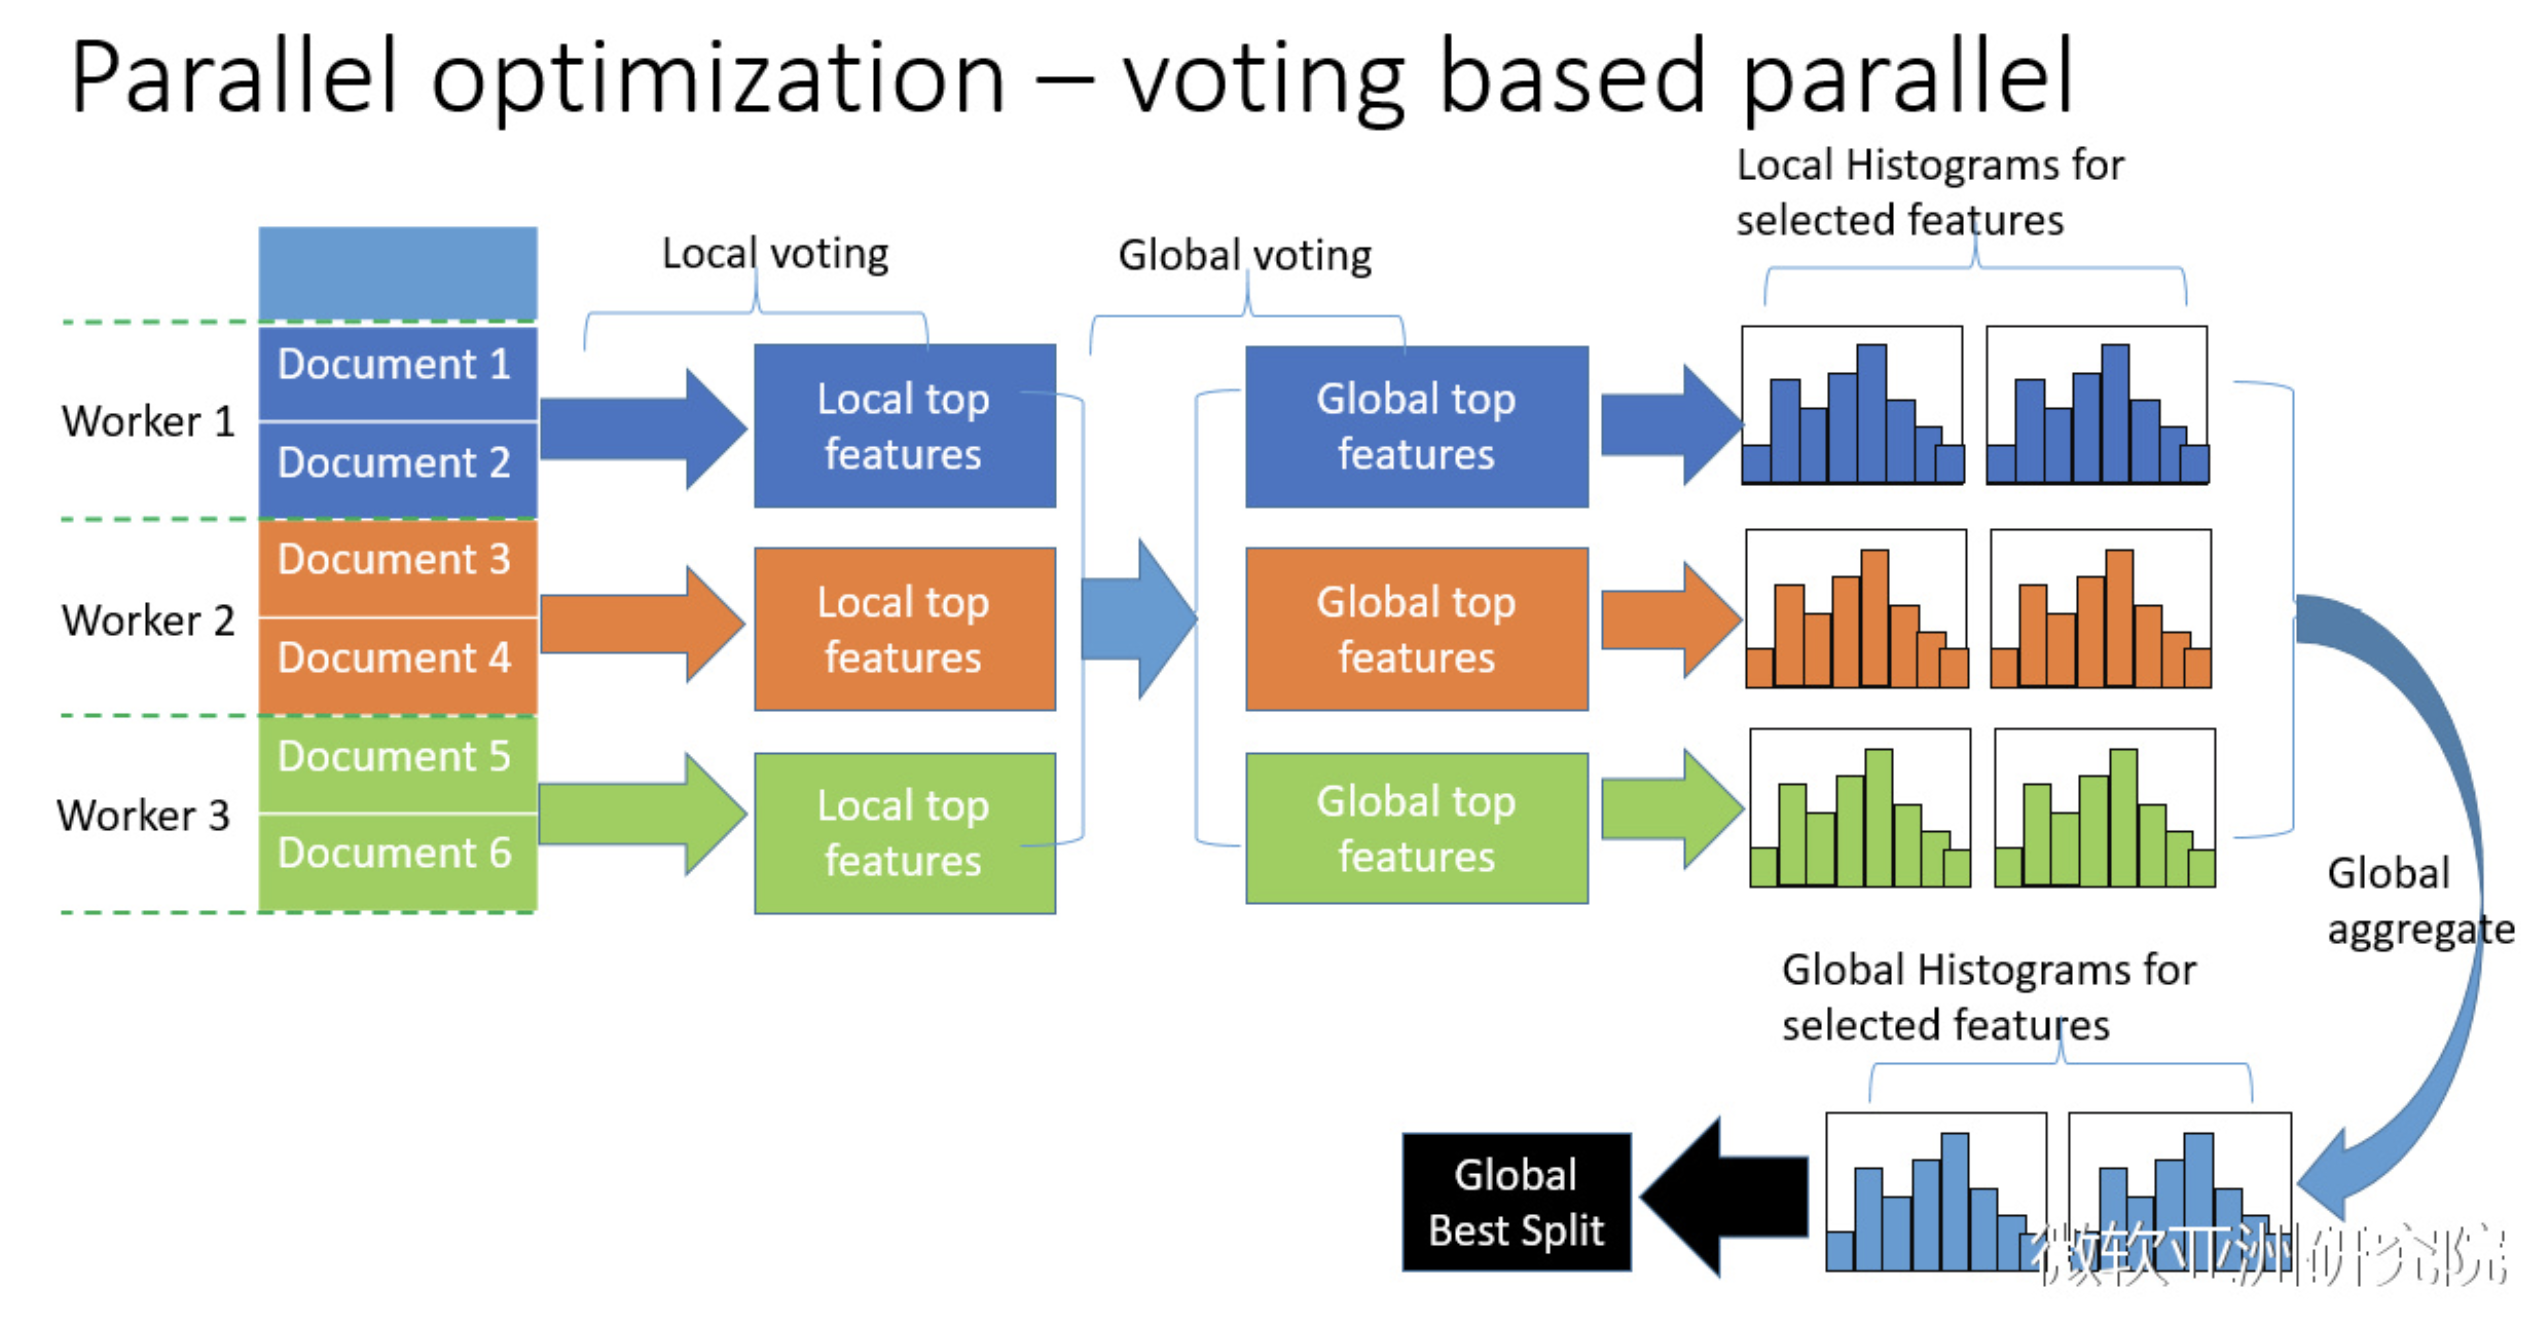 Parallel optimization – voting based parallel
Local Histograms for
selected features
Local voting
Global voting
Worker 1
Document 1
Document 2
Local top
features
Global top
features
Worker 2
Document 3
Document 4
Local top
features
Global top
features
Worker 3
Document 5
Document 6
Local top
features
Global top
features
Global
aggregate
Global Histograms for
selected features
Global
Best Split
微软亚洲研究院